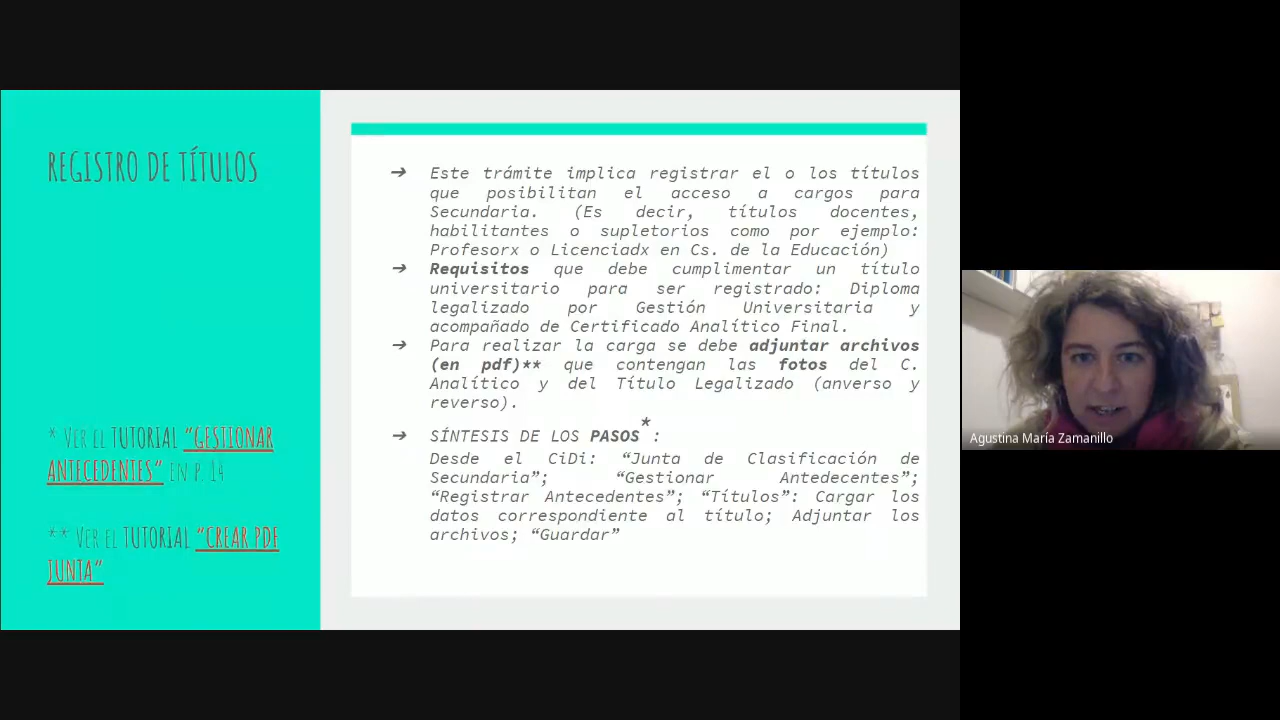 REGISTRO DE TÍTULOS
* VER EL TUTORIAL “GESTIONAR
ANTECEDENTES” EN P. 14
** VER EL TUTORIAL “CREAR PDF
JUNTA”
➔ Este trámite implica registrar el o los títulos
que posibilitan el acceso a cargos para
Secundaria. (Es decir, títulos docentes,
habilitantes o supletorios como por ejemplo:
Profesorx o Licenciadx en Cs. de la Educación)
➔ Requisitos que debe cumplimentar un título
universitario para ser registrado: Diploma
legalizado por Gestión Universitaria y
acompañado de Certificado Analítico Final.
➔ Para realizar la carga se debe adjuntar archivos
(en pdf)** que contengan las fotos del C.
Analítico y del Título Legalizado (anverso y
reverso).
➔ SÍNTESIS DE LOS PASOS*:
Desde el CiDi: “Junta de Clasificación de
Secundaria”; “Gestionar Antedecentes”;
“Registrar Antecedentes”; “Títulos”: Cargar los
datos correspondiente al título; Adjuntar los
archivos; “Guardar”
Agustina María Zamanillo